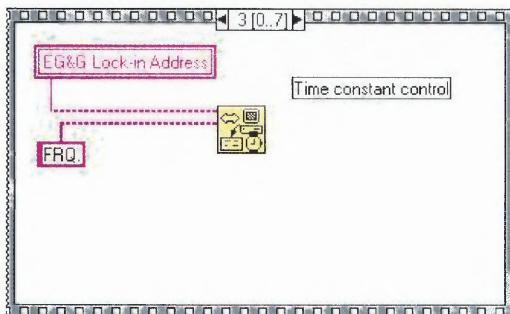 3 [0..7]
EG&G Lock-in Address
Time constant control
FRQ.